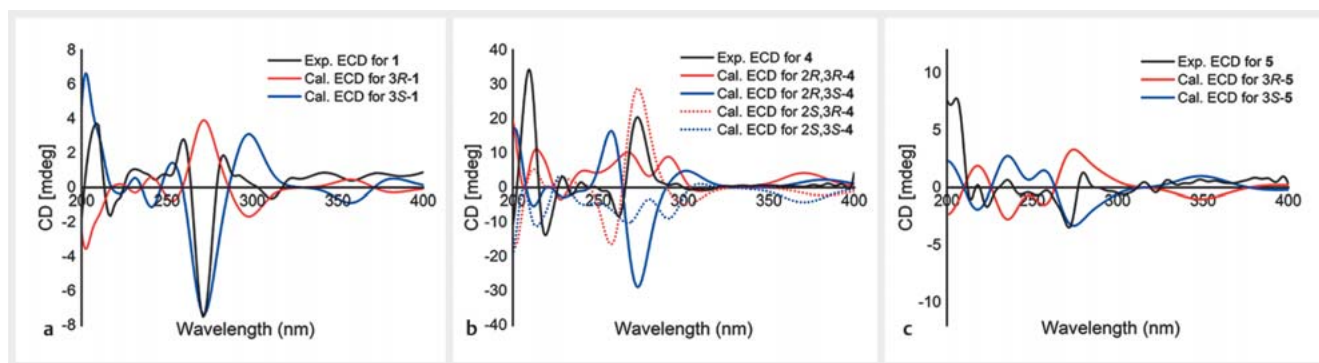 8
6
4
2
0
-2
-4
-6
-8
200
250
300
350
400
CD [mdeg]
Wavelength (nm)
Exp. ECD for 1
Cal. ECD for 3R-1
Cal. ECD for 3S-1
a
40
30
20
10
0
-10
-20
-30
-40
200
250
300
350
400
CD [mdeg]
Wavelength (nm)
Exp. ECD for 4
Cal. ECD for 2R,3R-4
Cal. ECD for 2R,3S-4
Cal. ECD for 2S,3R-4
Cal. ECD for 2S,3S-4
b
10
5
0
-5
-10
200
250
300
350
400
CD [mdeg]
Wavelength (nm)
Exp. ECD for 5
Cal. ECD for 3R-5
Cal. ECD for 3S-5
c